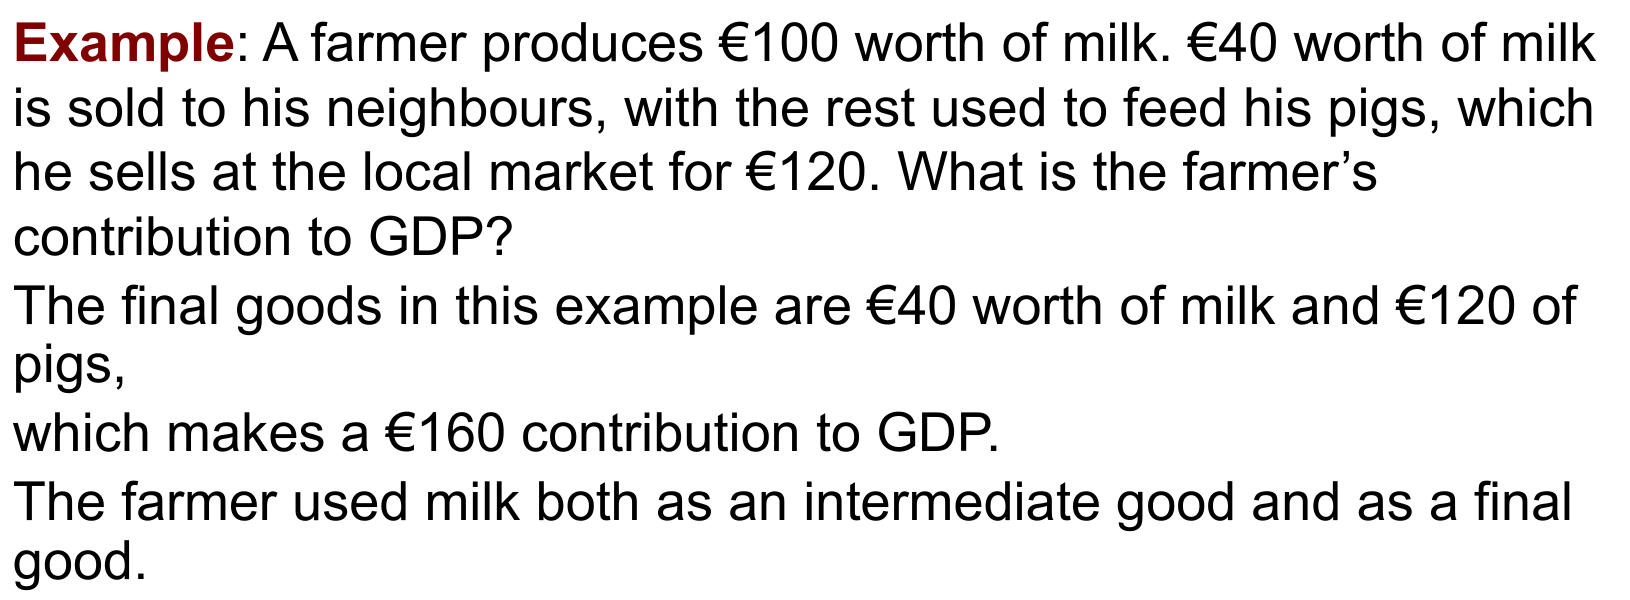 Example: A farmer produces €100 worth of milk. €40 worth of milk
is sold to his neighbours, with the rest used to feed his pigs, which
he sells at the local market for €120. What is the farmer’s
contribution to GDP?
The final goods in this example are €40 worth of milk and €120 of
pigs,
which makes a €160 contribution to GDP.
The farmer used milk both as an intermediate good and as a final
good.